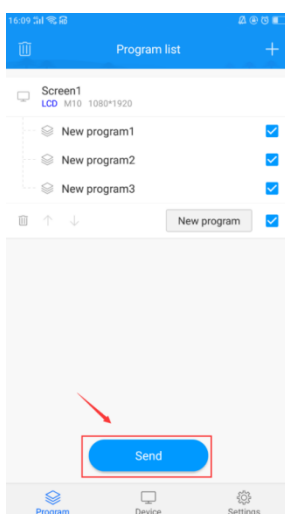 16:09
Program list
Screen1
LCD M10 1080*1920
New program1
New program2
New program3
New program
Send
Program
Device
Settings